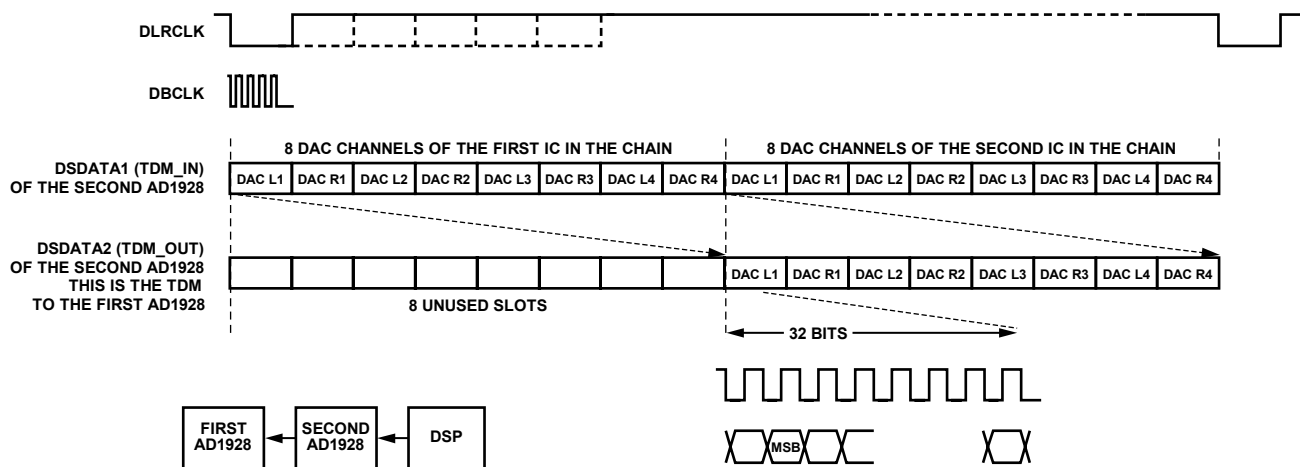 DLRCLK
DBCLK
8 DAC CHANNELS OF THE FIRST IC IN THE CHAIN
8 DAC CHANNELS OF THE SECOND IC IN THE CHAIN
DSDATA1 (TDM_IN)
OF THE SECOND AD1928
DAC L1 DAC R1 DAC L2 DAC R2 DAC L3 DAC R3 DAC L4 DAC R4 DAC L1 DAC R1 DAC L2 DAC R2 DAC L3 DAC R3 DAC L4 DAC R4
DSDATA2 (TDM_OUT)
OF THE SECOND AD1928
THIS IS THE TDM
TO THE FIRST AD1928
DAC L1 DAC R1 DAC L2 DAC R2 DAC L3 DAC R3 DAC L4 DAC R4
8 UNUSED SLOTS
32 BITS
FIRST
AD1928
SECOND
AD1928
DSP
MSB